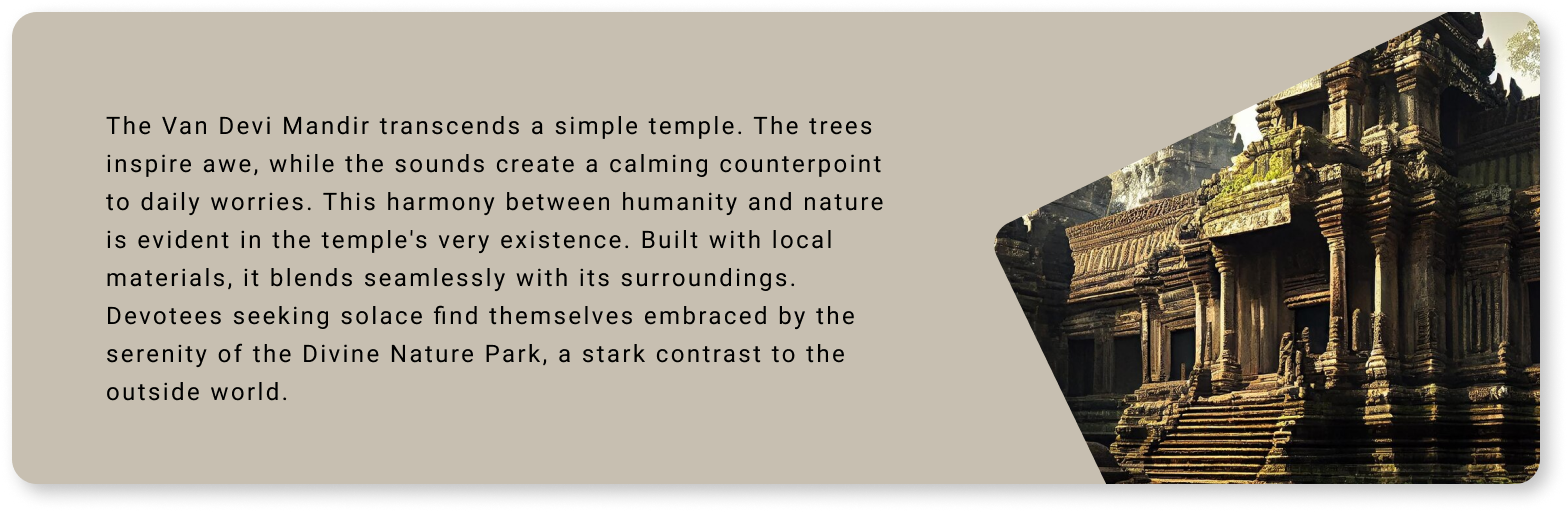 The Van Devi Mandir transcends a simple temple. The trees
inspire awe, while the sounds create a calming counterpoint
to daily worries. This harmony between humanity and nature
is evident in the temple's very existence. Built with local
materials, it blends seamlessly with its surroundings.
Devotees seeking solace find themselves embraced by the
serenity of the Divine Nature Park, a stark contrast to the
outside world.